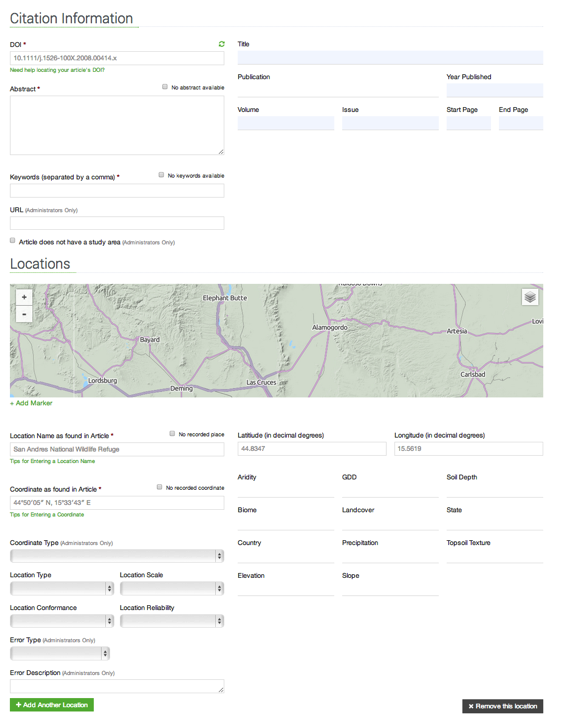 Citation Information
DOI *
10.1111/j.1526-100X.2008.00414.x
Need help locating your article's DOI?
Abstract *
No abstract available
Keywords (separated by a comma) *
No keywords available
URL (Administrators Only)
Article does not have a study area (Administrators Only)
Title
Publication
Year Published
Volume
Issue
Start Page
End Page
Locations
+
-
Elephant Butte
Alamogordo
Artesia
Bayard
Carlsbad
Lordsburg
Las Cruces
Deming
+ Add Marker
Location Name as found in Article *
No recorded place
San Andres National Wildlife Refuge
Tips for Entering a Location Name
Coordinate as found in Article *
No recorded coordinate
44°50'05" N, 15°33'43" E
Tips for Entering a Coordinate
Coordinate Type (Administrators Only)
Location Type
Location Scale
Location Conformance
Location Reliability
Error Type (Administrators Only)
Error Description (Administrators Only)
+ Add Another Location
Latitiude (in decimal degrees)
Longitude (in decimal degrees)
44.8347
15.5619
Aridity
GDD
Soil Depth
Biome
Landcover
State
Country
Precipitation
Topsoil Texture
Elevation
Slope
× Remove this location